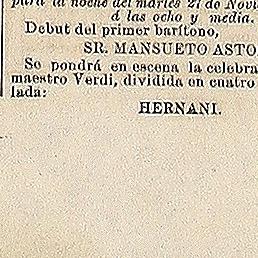 para la noche del martes 27 de Novi
á las ocho y media.
Debut del primer barítono,
SR. MANSUETO ASTO
Se pondrá en escena la celebra
maestro Verdi, dividida en cuatro
lada:
HERNANI.